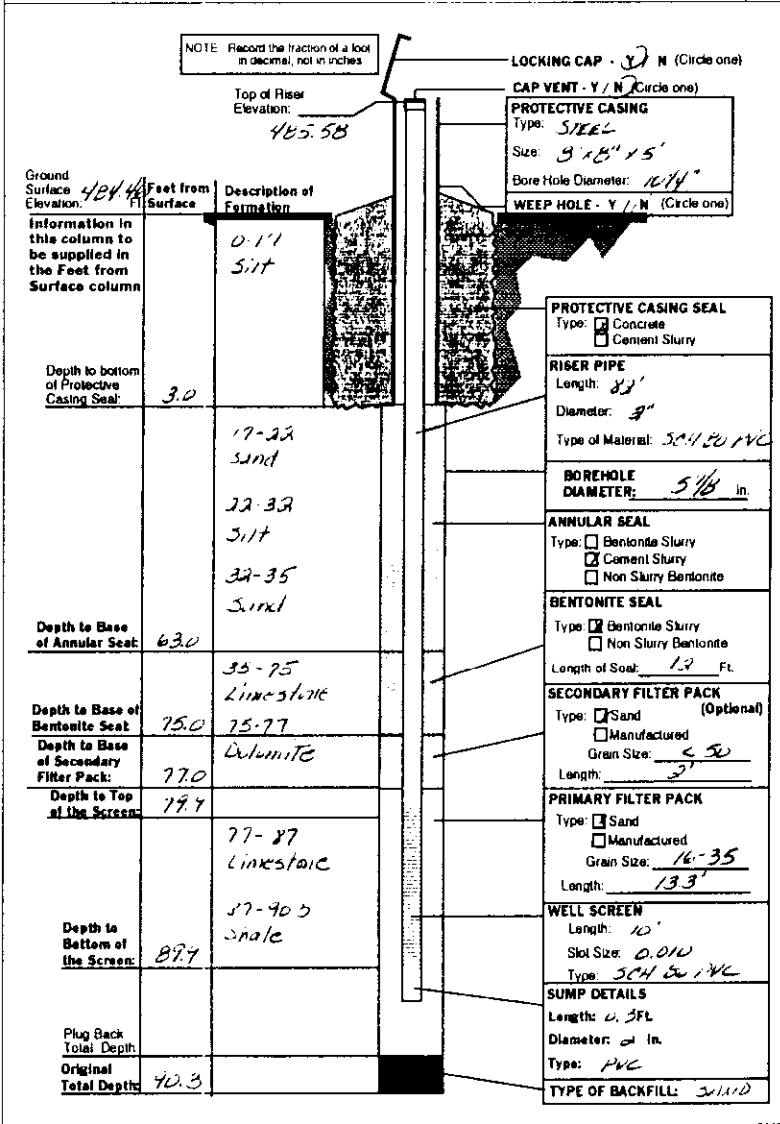 NOTE Record the fraction of a foot
in decimal, not in inches
LOCKING CAP - Y / N (Circle one)
CAP VENT - Y / N (Circle one)
Top of Riser
Elevation:
485.58
PROTECTIVE CASING
Type: STEEL
Size: 8" x 8" x 5'
Bore Hole Diameter: 10 1/4"
WEEP HOLE - Y / N (Circle one)
Ground
Surface
Elevation: 484.46 Ft.
Feet from
Surface
Description of
Formation
Information in
this column to
be supplied in
the Feet from
Surface column
0-17
Silt
Depth to bottom
of Protective
Casing Seal: 3.0
17-22
Sand
22-32
Silt
32-35
Sand
Depth to Base
of Annular Seal: 63.0
35-75
Limestone
Depth to Base of
Bentonite Seal: 75.0
75-77
Dolomite
Depth to Base
of Secondary
Filter Pack: 77.0
Depth to Top
of the Screen: 79.4
77-87
Limestone
87-90.3
Shale
Depth to
Bottom of
the Screen: 89.4
Plug Back
Total Depth
Original
Total Depth: 90.3
PROTECTIVE CASING SEAL
Type: Concrete
Cement Slurry
RISER PIPE
Length:
Diameter: 2"
Type of Material: SCH 80 PVC
BOREHOLE
DIAMETER: 5 7/8 in.
ANNULAR SEAL
Type: Bentonite Slurry
Cement Slurry
Non Slurry Bentonite
BENTONITE SEAL
Type: Bentonite Slurry
Non Slurry Bentonite
Length of Seal: 12 Ft.
SECONDARY FILTER PACK
(Optional)
Type: Sand
Manufactured
Grain Size: < 50
Length: 2'
PRIMARY FILTER PACK
Type: Sand
Manufactured
Grain Size: 16-35
Length: 13.3'
WELL SCREEN
Length: 10'
Slot Size: 0.010
Type: SCH 80 PVC
SUMP DETAILS
Length: 0.5 Ft.
Diameter: 2 In.
Type: PVC
TYPE OF BACKFILL: SAND